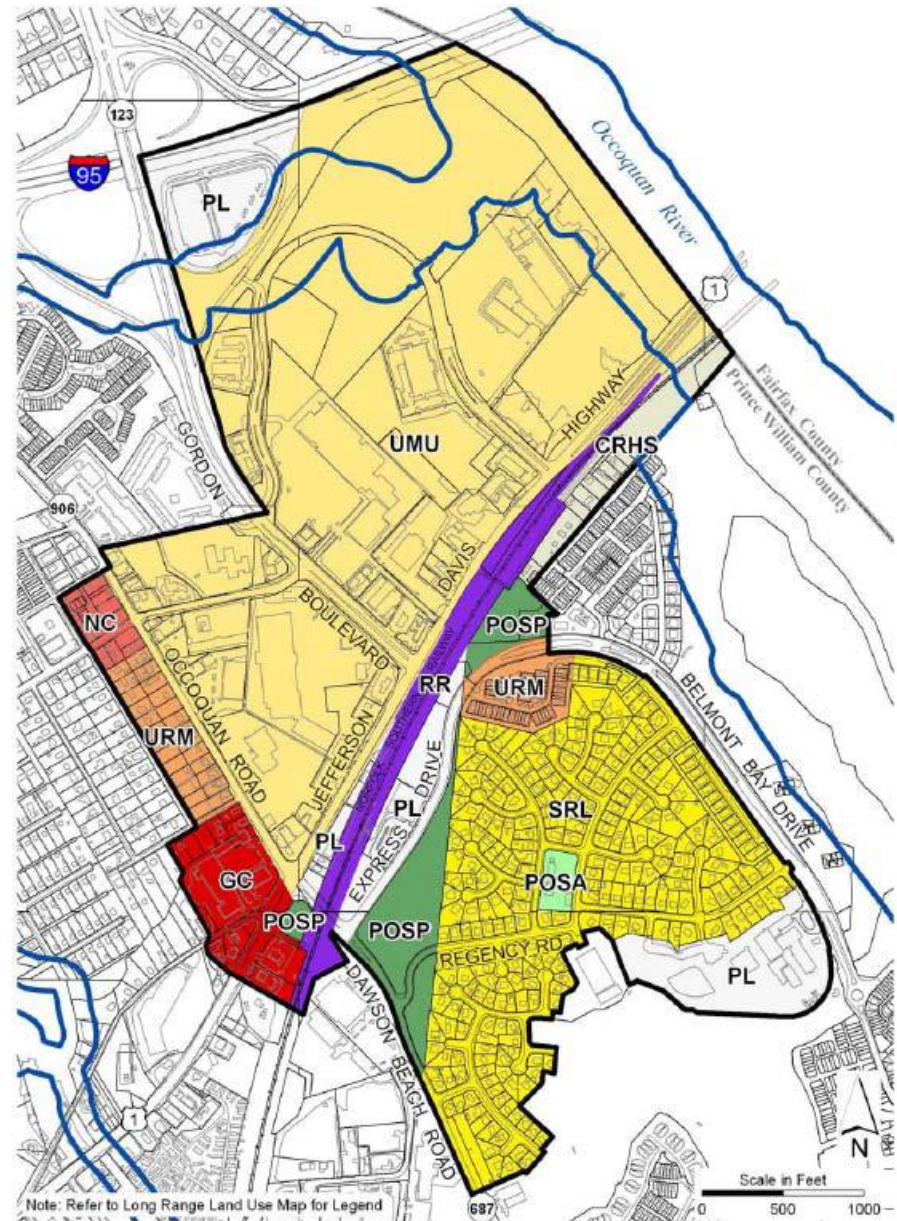 123
95
PL
Occoquan River
1
Fairfax County
Prince William County
HIGHWAY
CRHS
UMU
GORDON
906
DAVIS
BOULEVARD
NC
POSP
OCCOQUAN ROAD
RR
RAILWAY
URM
BELMONT BAY DRIVE
URM
JEFFERSON
SOUTHERN
NORFOLK
EXPRESS DRIVE
PL
PL
SRL
POSA
GC
POSP
POSP
REGENCY RD
PL
DAWSON BEACH ROAD
1
N
Scale in Feet
0 500 1000
687
Note: Refer to Long Range Land Use Map for Legend